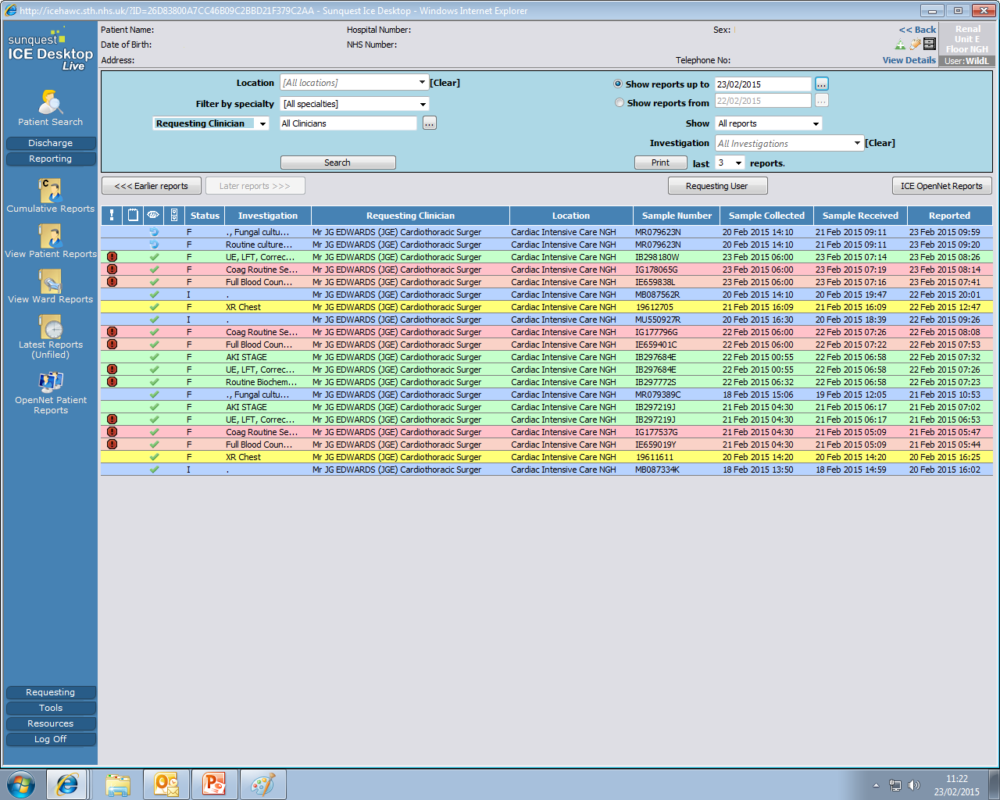 http://icehawc.sth.nhs.uk/?ID=26D83800A7CC46B09C2BBD21F379C2AA - Sunquest Ice Desktop - Windows Internet Explorer
sunquest
ICE Desktop
Live
Patient Name:
Hospital Number:
Sex:
<< Back
Renal Unit E Floor NGH
Date of Birth:
NHS Number:
Address:
Telephone No:
View Details
User:WildL
Location [All locations] [Clear]
Show reports up to 23/02/2015 ...
Filter by specialty [All specialties]
Show reports from 22/02/2015 ...
Requesting Clinician All Clinicians ...
Show All reports
Investigation All Investigations [Clear]
Search
Print last 3 reports.
<<< Earlier reports
Later reports >>>
Requesting User
ICE OpenNet Reports
Patient Search
Discharge
Reporting
Cumulative Reports
View Patient Reports
View Ward Reports
Latest Reports
(Unfiled)
OpenNet Patient
Reports
Requesting
Tools
Resources
Log Off
! Status Investigation Requesting Clinician Location Sample Number Sample Collected Sample Received Reported
F ., Fungal cultu... Mr JG EDWARDS (JGE) Cardiothoracic Surger Cardiac Intensive Care NGH MR079623N 20 Feb 2015 14:10 21 Feb 2015 09:11 23 Feb 2015 09:59
F Routine culture... Mr JG EDWARDS (JGE) Cardiothoracic Surger Cardiac Intensive Care NGH MR079623N 20 Feb 2015 14:10 21 Feb 2015 09:11 23 Feb 2015 09:20
! F UE, LFT, Correc... Mr JG EDWARDS (JGE) Cardiothoracic Surger Cardiac Intensive Care NGH IB298180W 23 Feb 2015 06:00 23 Feb 2015 07:14 23 Feb 2015 08:26
! F Coag Routine Se... Mr JG EDWARDS (JGE) Cardiothoracic Surger Cardiac Intensive Care NGH IG178065G 23 Feb 2015 06:00 23 Feb 2015 07:19 23 Feb 2015 08:14
! F Full Blood Coun... Mr JG EDWARDS (JGE) Cardiothoracic Surger Cardiac Intensive Care NGH IE659838L 23 Feb 2015 06:00 23 Feb 2015 07:16 23 Feb 2015 07:41
I . Mr JG EDWARDS (JGE) Cardiothoracic Surger Cardiac Intensive Care NGH MB087562R 20 Feb 2015 14:10 20 Feb 2015 19:47 22 Feb 2015 20:01
F XR Chest Mr JG EDWARDS (JGE) Cardiothoracic Surger Cardiac Intensive Care NGH 19612705 21 Feb 2015 16:09 21 Feb 2015 16:09 22 Feb 2015 12:47
I . Mr JG EDWARDS (JGE) Cardiothoracic Surger Cardiac Intensive Care NGH MU550927R 20 Feb 2015 16:30 20 Feb 2015 18:39 22 Feb 2015 09:26
! F Coag Routine Se... Mr JG EDWARDS (JGE) Cardiothoracic Surger Cardiac Intensive Care NGH IG177796G 22 Feb 2015 06:00 22 Feb 2015 07:26 22 Feb 2015 08:08
! F Full Blood Coun... Mr JG EDWARDS (JGE) Cardiothoracic Surger Cardiac Intensive Care NGH IE659401C 22 Feb 2015 06:00 22 Feb 2015 07:22 22 Feb 2015 07:53
F AKI STAGE Mr JG EDWARDS (JGE) Cardiothoracic Surger Cardiac Intensive Care NGH IB297684E 22 Feb 2015 00:55 22 Feb 2015 06:58 22 Feb 2015 07:32
! F UE, LFT, Correc... Mr JG EDWARDS (JGE) Cardiothoracic Surger Cardiac Intensive Care NGH IB297684E 22 Feb 2015 00:55 22 Feb 2015 06:58 22 Feb 2015 07:26
! F Routine Biochem... Mr JG EDWARDS (JGE) Cardiothoracic Surger Cardiac Intensive Care NGH IB297772S 22 Feb 2015 06:32 22 Feb 2015 06:58 22 Feb 2015 07:23
F ., Fungal cultu... Mr JG EDWARDS (JGE) Cardiothoracic Surger Cardiac Intensive Care NGH MR079389C 18 Feb 2015 15:06 19 Feb 2015 12:05 21 Feb 2015 10:53
F AKI STAGE Mr JG EDWARDS (JGE) Cardiothoracic Surger Cardiac Intensive Care NGH IB297219J 21 Feb 2015 04:30 21 Feb 2015 06:17 21 Feb 2015 07:02
! F UE, LFT, Correc... Mr JG EDWARDS (JGE) Cardiothoracic Surger Cardiac Intensive Care NGH IB297219J 21 Feb 2015 04:30 21 Feb 2015 06:17 21 Feb 2015 06:53
! F Coag Routine Se... Mr JG EDWARDS (JGE) Cardiothoracic Surger Cardiac Intensive Care NGH IG177537G 21 Feb 2015 04:30 21 Feb 2015 05:09 21 Feb 2015 05:47
! F Full Blood Coun... Mr JG EDWARDS (JGE) Cardiothoracic Surger Cardiac Intensive Care NGH IE659019Y 21 Feb 2015 04:30 21 Feb 2015 05:09 21 Feb 2015 05:44
F XR Chest Mr JG EDWARDS (JGE) Cardiothoracic Surger Cardiac Intensive Care NGH 19611611 20 Feb 2015 14:20 20 Feb 2015 14:20 20 Feb 2015 16:25
I . Mr JG EDWARDS (JGE) Cardiothoracic Surger Cardiac Intensive Care NGH MB087334K 18 Feb 2015 13:50 18 Feb 2015 14:59 20 Feb 2015 16:02
11:22
23/02/2015